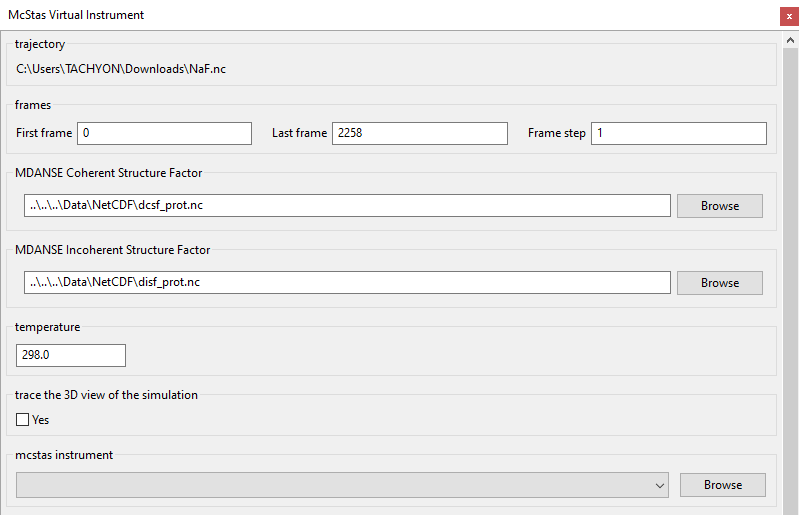 McStas Virtual Instrument
x
trajectory
C:\Users\TACHYON\Downloads\NaF.nc
frames
First frame 0 Last frame 2258 Frame step 1
MDANSE Coherent Structure Factor
..\..\..\Data\NetCDF\dcsf_prot.nc Browse
MDANSE Incoherent Structure Factor
..\..\..\Data\NetCDF\disf_prot.nc Browse
temperature
298.0
trace the 3D view of the simulation
Yes
mcstas instrument
Browse